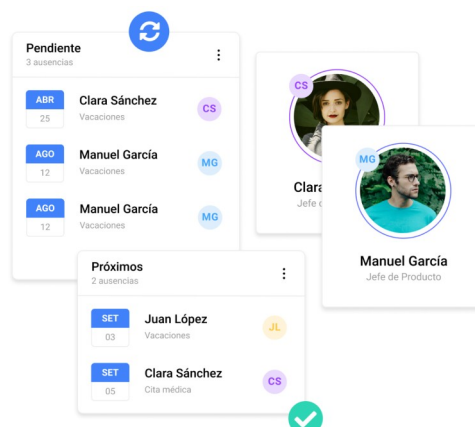 Pendiente
3 ausencias
ABR
25
Clara Sánchez
Vacaciones
CS
AGO
12
Manuel García
Vacaciones
MG
AGO
12
Manuel García
Vacaciones
MG
Próximos
2 ausencias
SET
03
Juan López
Vacaciones
JL
SET
05
Clara Sánchez
Cita médica
CS
CS
Clara
Jefe
MG
Manuel García
Jefe de Producto